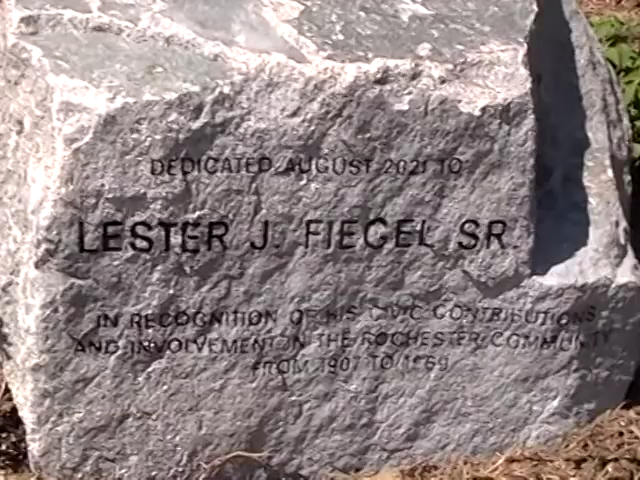 DEDICATED AUGUST 2021 TO
LESTER J. FIEGEL SR.
IN RECOGNITION OF HIS CIVIC CONTRIBUTIONS
AND INVOLVEMENT IN THE ROCHESTER COMMUNITY
FROM 1907 TO 1969